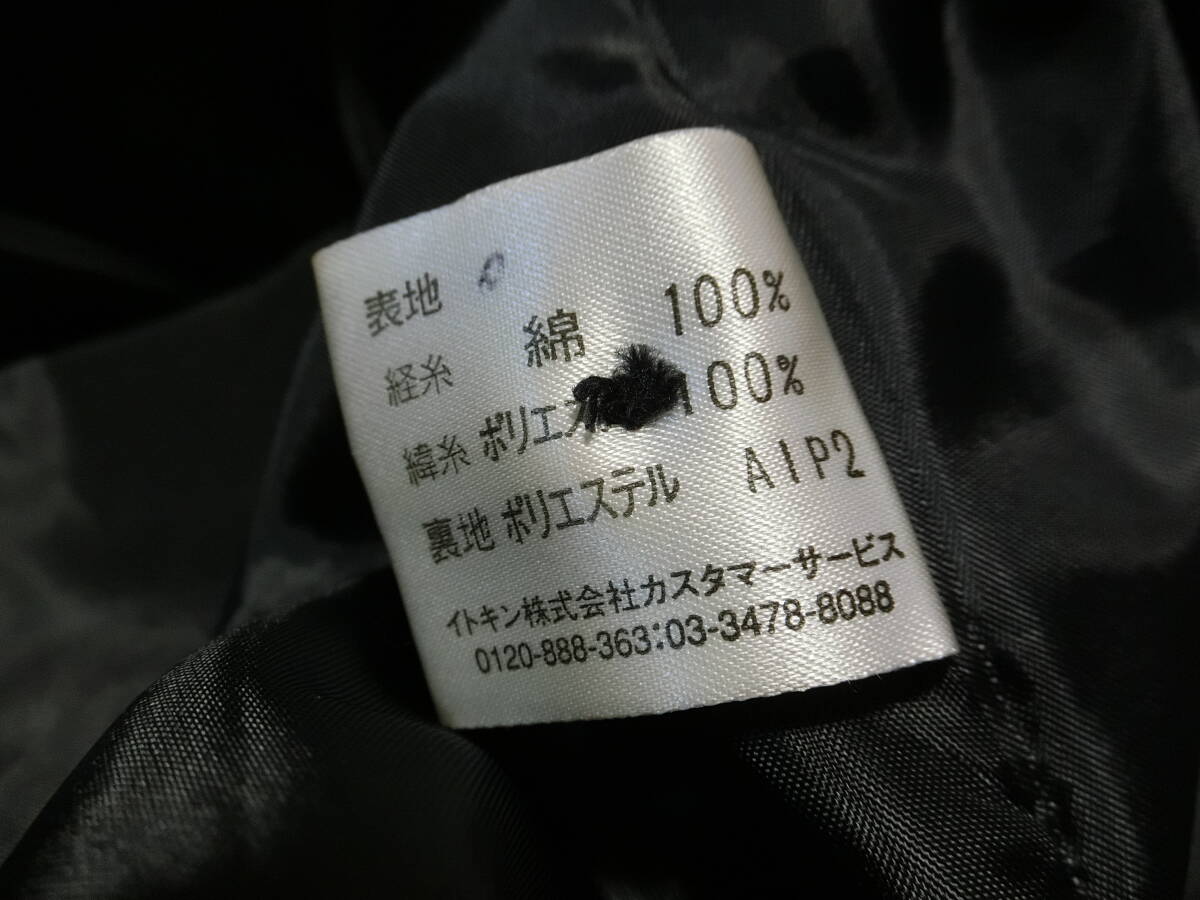 表地
経糸 綿 100%
緯糸 ポリエス 100%
裏地 ポリエステル AIP2
イトキン株式会社カスタマーサービス
0120-888-363:03-3478-8088